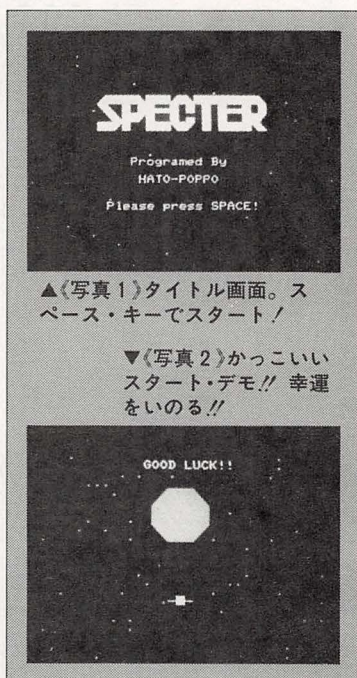 SPECTER
Programed By
HATO-POPPO
Please press SPACE!
▲《写真1》タイトル画面。ス
ペース・キーでスタート!
▼《写真2》かっこいい
スタート・デモ!! 幸運
をいのる!!
GOOD LUCK!!